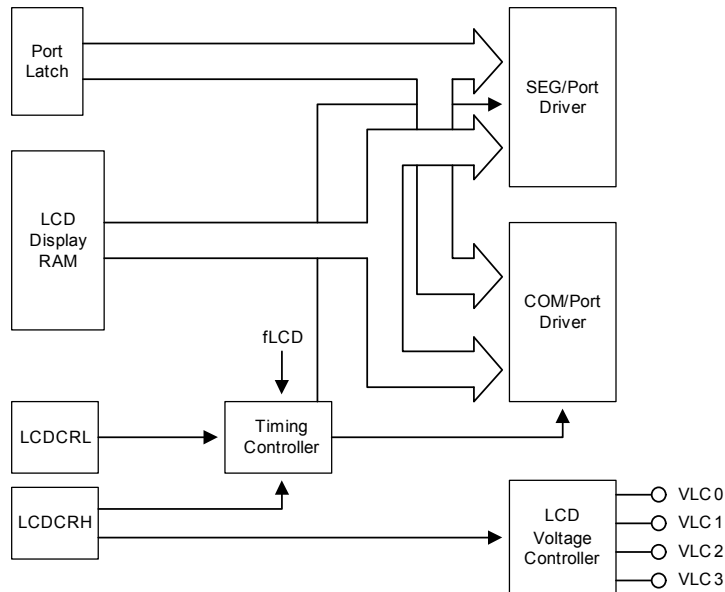 Port
Latch
SEG/Port
Driver
LCD
Display
RAM
COM/Port
Driver
fLCD
LCDCRL
Timing
Controller
LCDCRH
LCD
Voltage
Controller
VLC0
VLC1
VLC2
VLC3